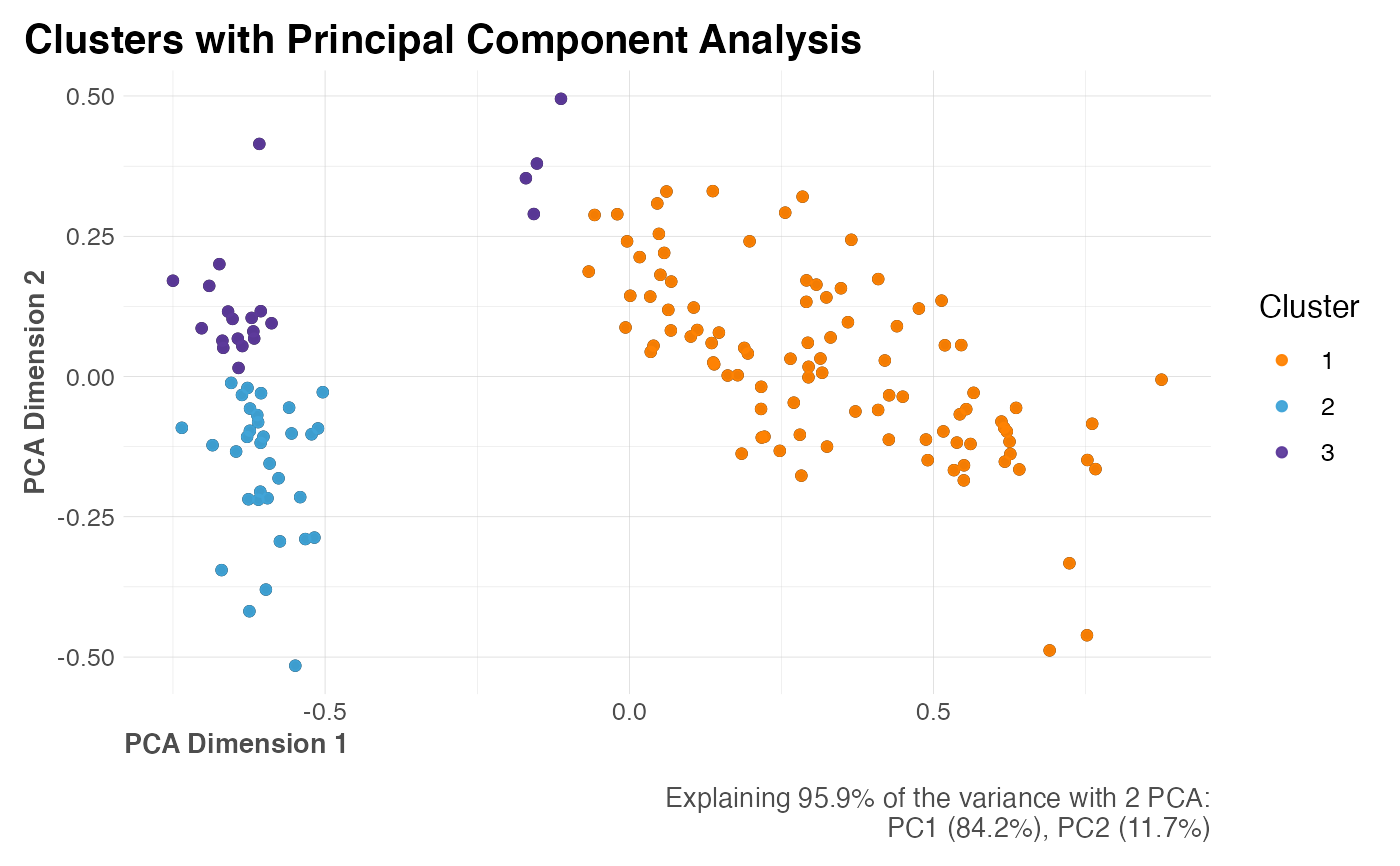 Clusters with Principal Component Analysis
0.50
0.25
0.00
-0.25
-0.50
PCA Dimension 2
-0.5
0.0
0.5
PCA Dimension 1
Cluster
1
2
3
Explaining 95.9% of the variance with 2 PCA:
PC1 (84.2%), PC2 (11.7%)